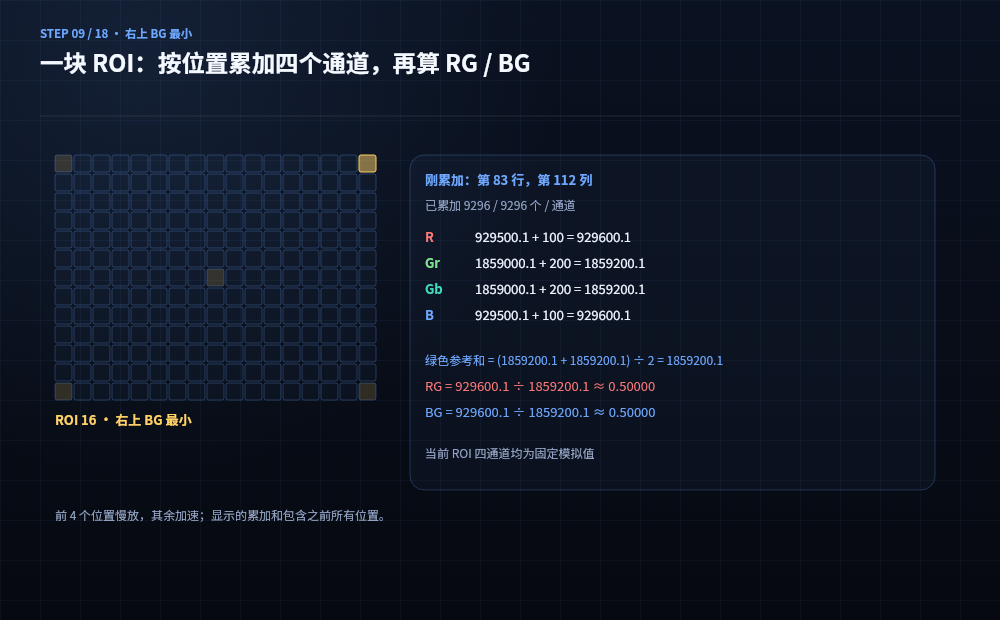 STEP 09 / 18 · 右上 BG 最小
一块 ROI：按位置累加四个通道，再算 RG / BG
刚累加：第 83 行，第 112 列
已累加 9296 / 9296 个 / 通道
R 929500.1 + 100 = 929600.1
Gr 1859000.1 + 200 = 1859200.1
Gb 1859000.1 + 200 = 1859200.1
B 929500.1 + 100 = 929600.1
绿色参考和 = (1859200.1 + 1859200.1) ÷ 2 = 1859200.1
RG = 929600.1 ÷ 1859200.1 ≈ 0.50000
BG = 929600.1 ÷ 1859200.1 ≈ 0.50000
当前 ROI 四通道均为固定模拟值
ROI 16 · 右上 BG 最小
前 4 个位置慢放，其余加速；显示的累加和包含之前所有位置。